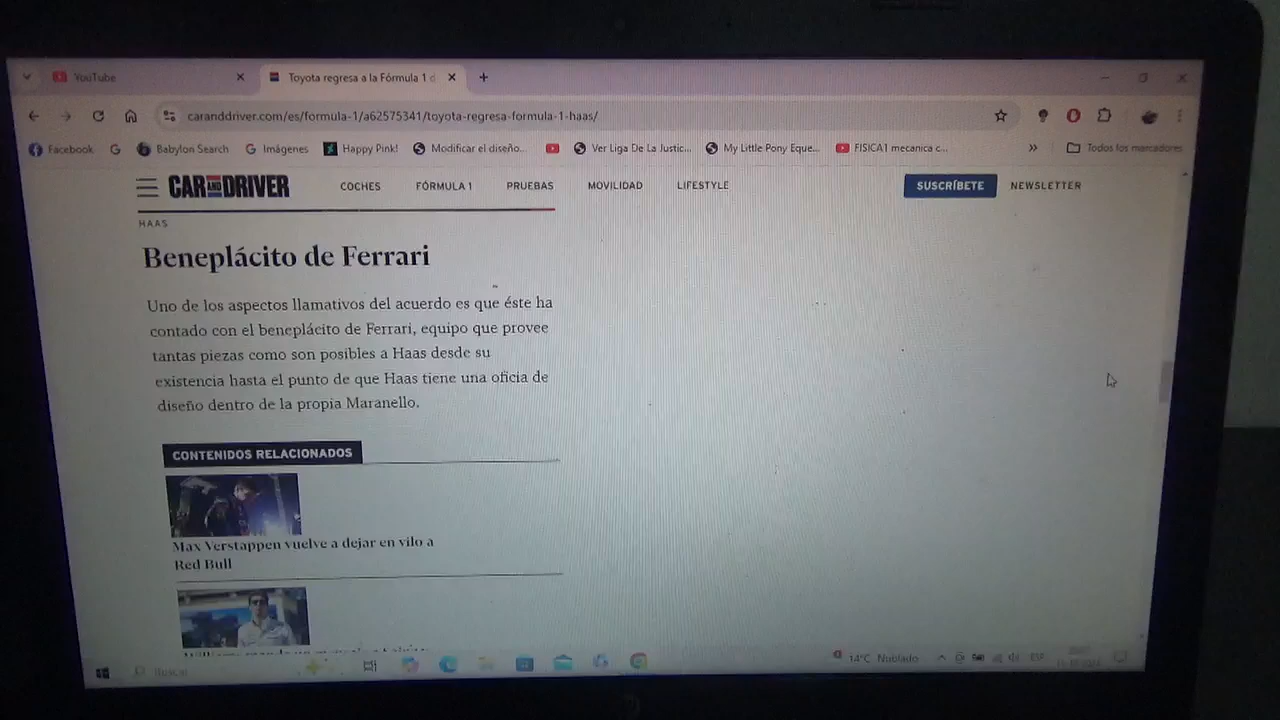 YouTube
Toyota regresa a la Fórmula 1 d
caranddriver.com/es/formula-1/a62575341/toyota-regresa-formula-1-haas/
Facebook
Babylon Search
Imágenes
Happy Pink!
Modificar el diseño...
Ver Liga De La Justic...
My Little Pony Eque...
FISICA1 mecanica c...
Todos los marcadores
CAR AND DRIVER
COCHES
FÓRMULA 1
PRUEBAS
MOVILIDAD
LIFESTYLE
SUSCRÍBETE
NEWSLETTER
HAAS
Beneplácito de Ferrari
Uno de los aspectos llamativos del acuerdo es que éste ha
contado con el beneplácito de Ferrari, equipo que provee
tantas piezas como son posibles a Haas desde su
existencia hasta el punto de que Haas tiene una oficia de
diseño dentro de la propia Maranello.
CONTENIDOS RELACIONADOS
Max Verstappen vuelve a dejar en vilo a
Red Bull
Buscar
14°C Nublado
ESP